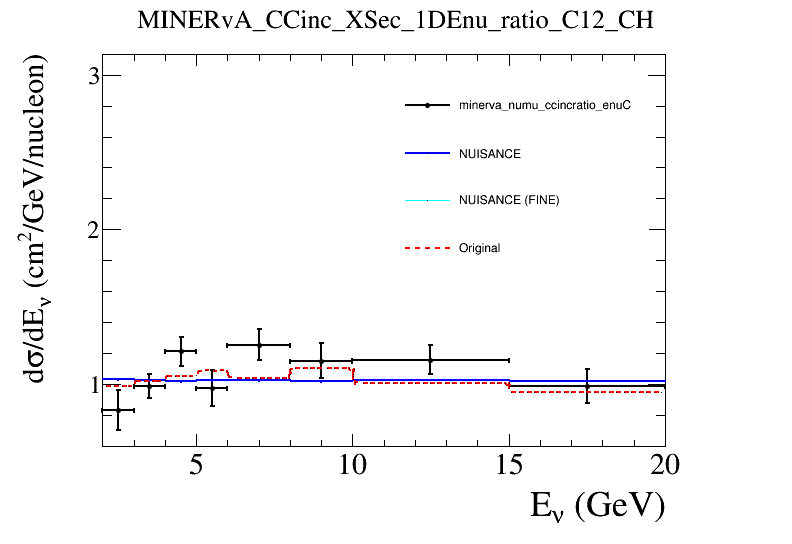 MINERvA_CCinc_XSec_1DEnu_ratio_C12_CH
dσ/dEν (cm²/GeV/nucleon)
3
2
1
minerva_numu_ccincratio_enuC
NUISANCE
NUISANCE (FINE)
Original
5
10
15
20
Eν (GeV)